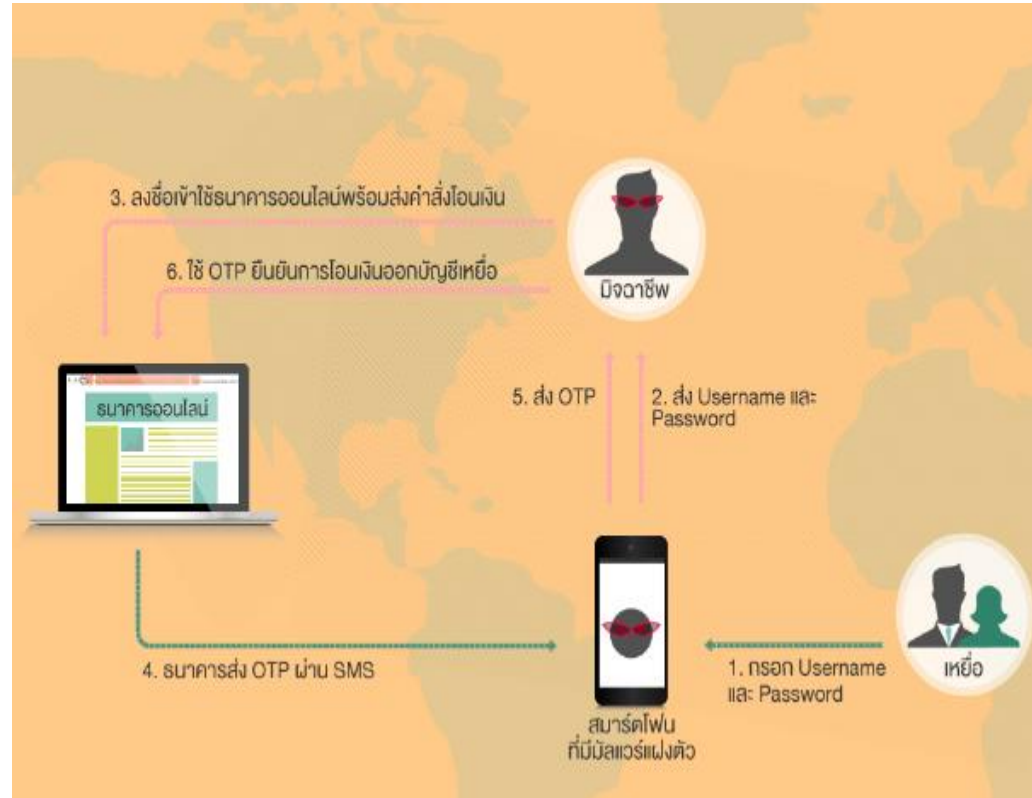 3. ลงชื่อเข้าใช้ธนาคารออนไลน์พร้อมส่งคำสั่งโอนเงิน
6. ใช้ OTP ยืนยันการโอนเงินออกบัญชีเหยื่อ
มิจฉาชีพ
ธนาคารออนไลน์
5. ส่ง OTP
2. ส่ง Username และ
Password
4. ธนาคารส่ง OTP ผ่าน SMS
1. กรอก Username
และ Password
เหยื่อ
สมาร์ตโฟน
ที่มีมัลแวร์แฝงตัว